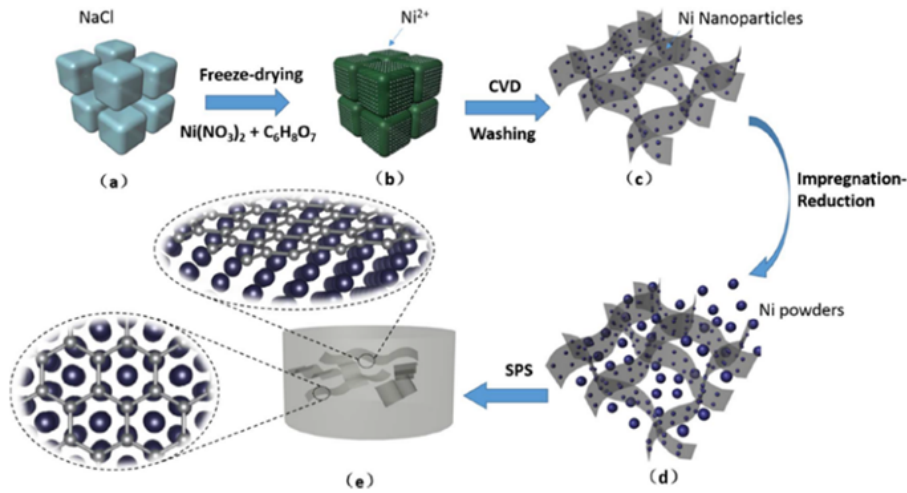 NaCl
Freeze-drying
Ni(NO₃)₂ + C₆H₈O₇
Ni²⁺
CVD
Washing
Ni Nanoparticles
(a)
(b)
(c)
Impregnation-
Reduction
Ni powders
SPS
(d)
(e)